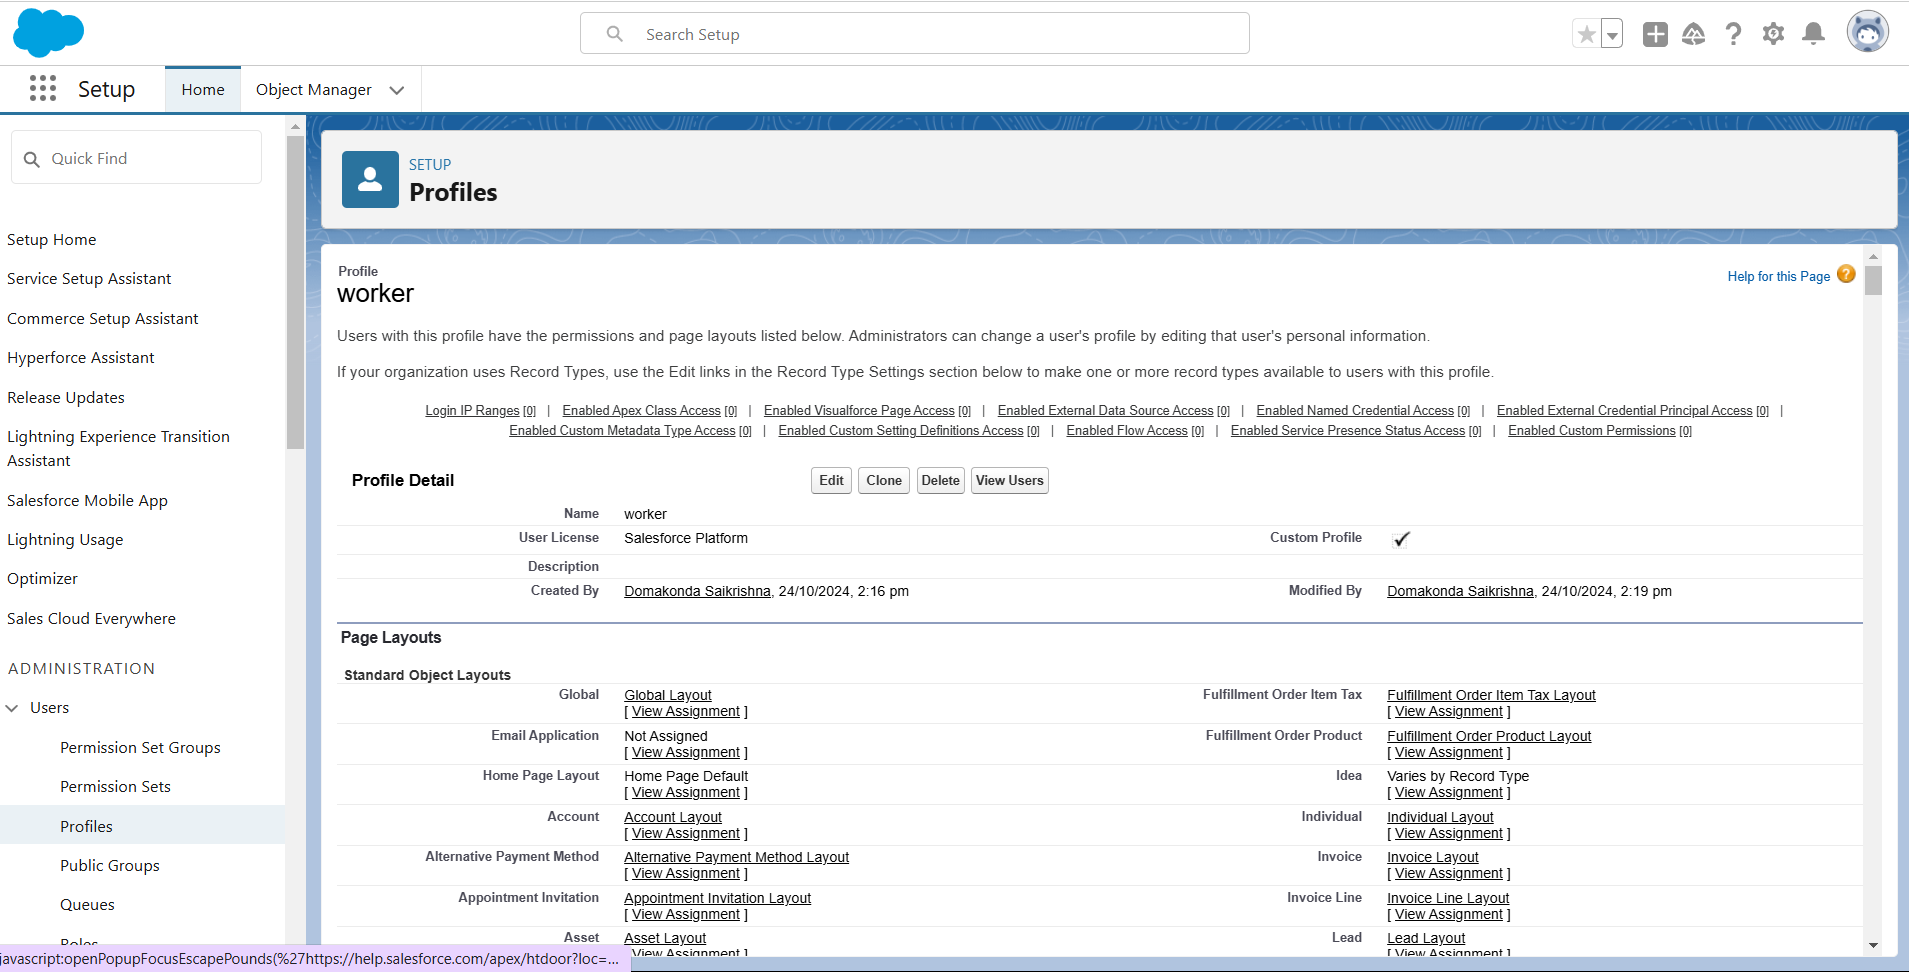 Search Setup
Setup
Home
Object Manager
Quick Find
Setup Home
Service Setup Assistant
Commerce Setup Assistant
Hyperforce Assistant
Release Updates
Lightning Experience Transition
Assistant
Salesforce Mobile App
Lightning Usage
Optimizer
Sales Cloud Everywhere
ADMINISTRATION
Users
Permission Set Groups
Permission Sets
Profiles
Public Groups
Queues
Roles
javascript:openPopupFocusEscapePounds(%27https://help.salesforce.com/apex/htdoor?loc=...
SETUP
Profiles
Profile
worker
Help for this Page
Users with this profile have the permissions and page layouts listed below. Administrators can change a user's profile by editing that user's personal information.
If your organization uses Record Types, use the Edit links in the Record Type Settings section below to make one or more record types available to users with this profile.
Login IP Ranges [0] | Enabled Apex Class Access [0] | Enabled Visualforce Page Access [0] | Enabled External Data Source Access [0] | Enabled Named Credential Access [0] | Enabled External Credential Principal Access [0] |
Enabled Custom Metadata Type Access [0] | Enabled Custom Setting Definitions Access [0] | Enabled Flow Access [0] | Enabled Service Presence Status Access [0] | Enabled Custom Permissions [0]
Profile Detail Edit Clone Delete View Users
Name worker
User License Salesforce Platform Custom Profile ✓
Description
Created By Domakonda Saikrishna, 24/10/2024, 2:16 pm Modified By Domakonda Saikrishna, 24/10/2024, 2:19 pm
Page Layouts
Standard Object Layouts
Global Global Layout Fulfillment Order Item Tax Fulfillment Order Item Tax Layout
[ View Assignment ] [ View Assignment ]
Email Application Not Assigned Fulfillment Order Product Fulfillment Order Product Layout
[ View Assignment ] [ View Assignment ]
Home Page Layout Home Page Default Idea Varies by Record Type
[ View Assignment ] [ View Assignment ]
Account Account Layout Individual Individual Layout
[ View Assignment ] [ View Assignment ]
Alternative Payment Method Alternative Payment Method Layout Invoice Invoice Layout
[ View Assignment ] [ View Assignment ]
Appointment Invitation Appointment Invitation Layout Invoice Line Invoice Line Layout
[ View Assignment ] [ View Assignment ]
Asset Asset Layout Lead Lead Layout
[ View Assignment ] [ View Assignment ]